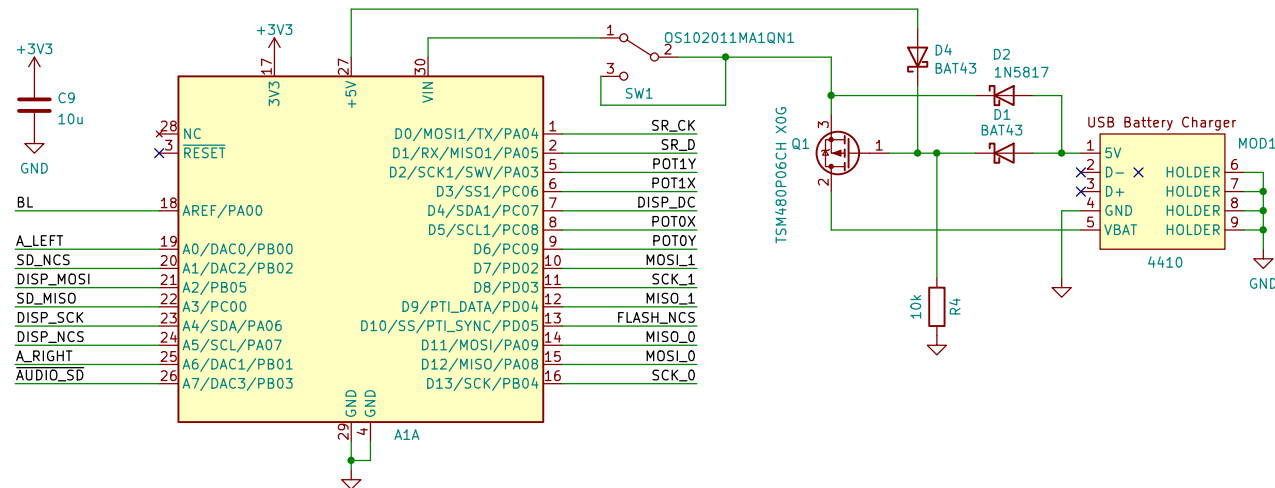 +3V3
C9
10u
GND
+3V3
17
3V3
27
+5V
30
VIN
1
2
3
OS102011MA1QN1
SW1
28 NC
3 RESET
BL
18 AREF/PA00
A_LEFT
19 A0/DAC0/PB00
SD_NCS
20 A1/DAC2/PB02
DISP_MOSI
21 A2/PB05
SD_MISO
22 A3/PC00
DISP_SCK
23 A4/SDA/PA06
DISP_NCS
24 A5/SCL/PA07
A_RIGHT
25 A6/DAC1/PB01
AUDIO_SD
26 A7/DAC3/PB03
D0/MOSI1/TX/PA04 1 SR_CK
D1/RX/MISO1/PA05 2 SR_D
D2/SCK1/SWV/PA03 5 POT1Y
D3/SS1/PC06 6 POT1X
D4/SDA1/PC07 7 DISP_DC
D5/SCL1/PC08 8 POT0X
D6/PC09 9 POT0Y
D7/PD02 10 MOSI_1
D8/PD03 11 SCK_1
D9/PTI_DATA/PD04 12 MISO_1
D10/SS/PTI_SYNC/PD05 13 FLASH_NCS
D11/MOSI/PA09 14 MISO_0
D12/MISO/PA08 15 MOSI_0
D13/SCK/PB04 16 SCK_0
GND
29
GND
4
A1A
D4
BAT43
D2
1N5817
D1
BAT43
TSM480P06CH X0G
Q1
3
1
2
10k
R4
USB Battery Charger
MOD1
1 5V
2 D-
3 D+
4 GND
5 VBAT
HOLDER 6
HOLDER 7
HOLDER 8
HOLDER 9
4410
GND